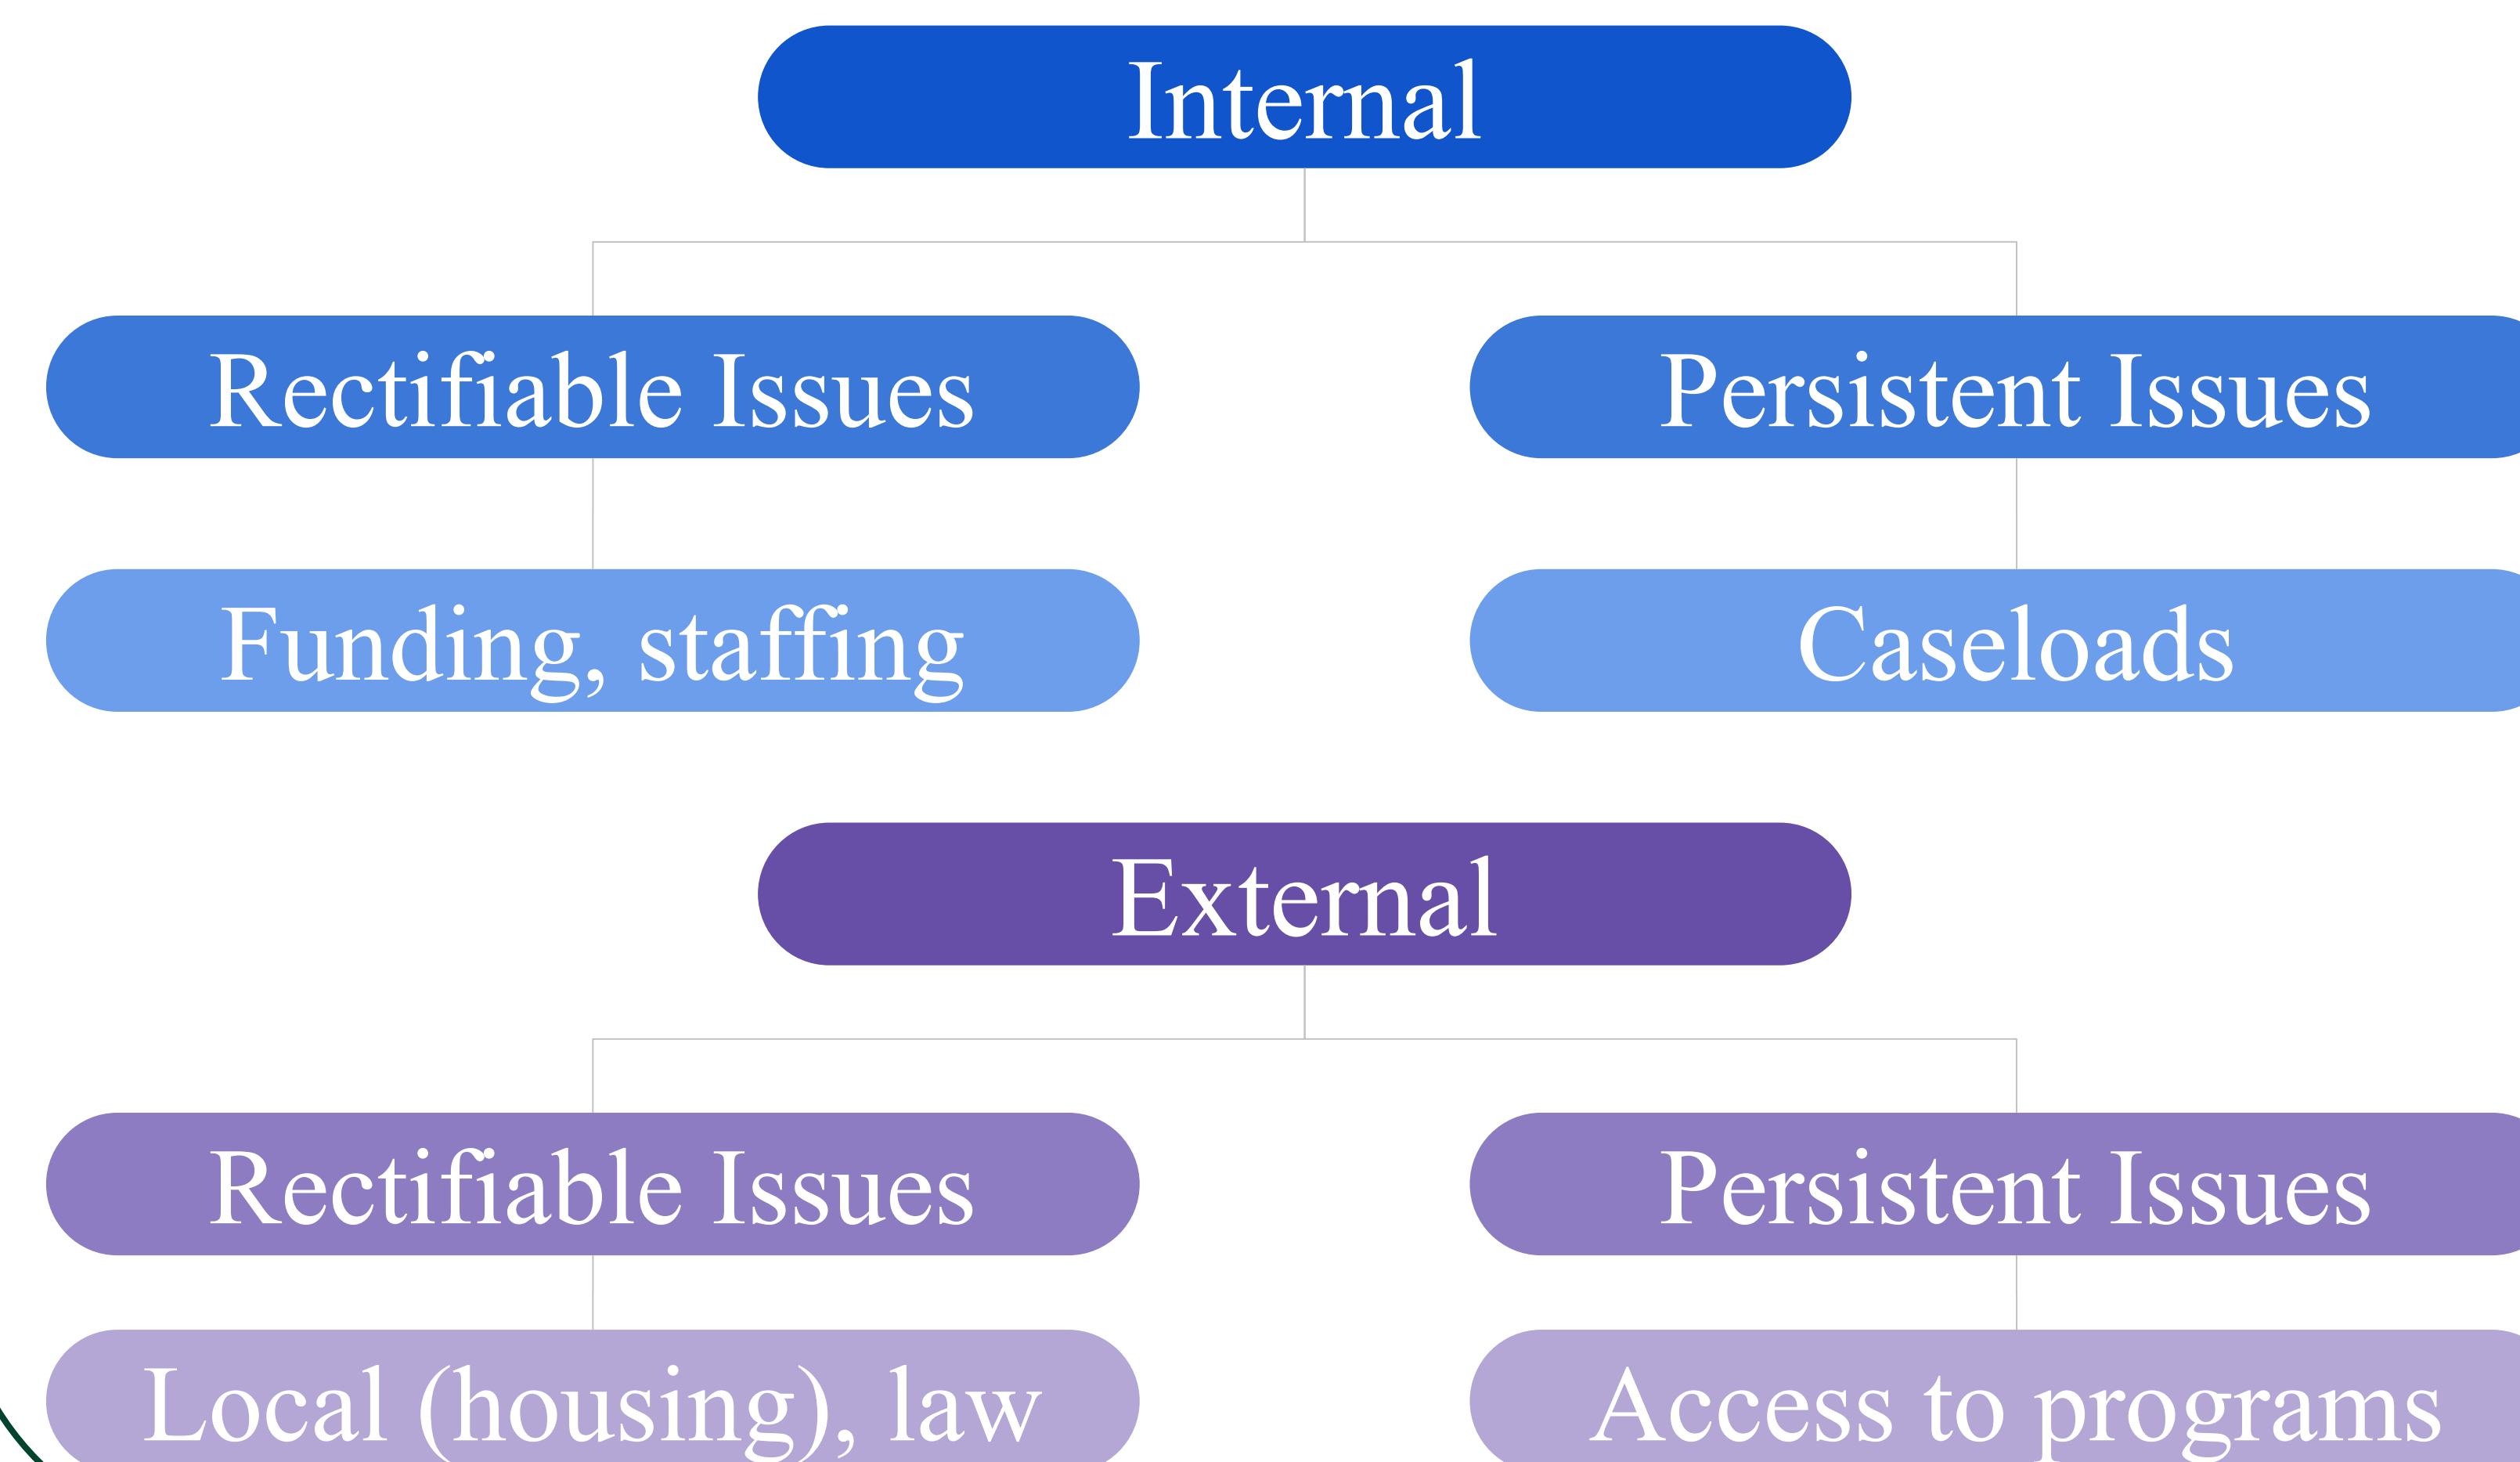 Internal
Rectifiable Issues
Persistent Issues
Funding, staffing
Caseloads
External
Rectifiable Issues
Persistent Issues
Local (housing), law
Access to programs